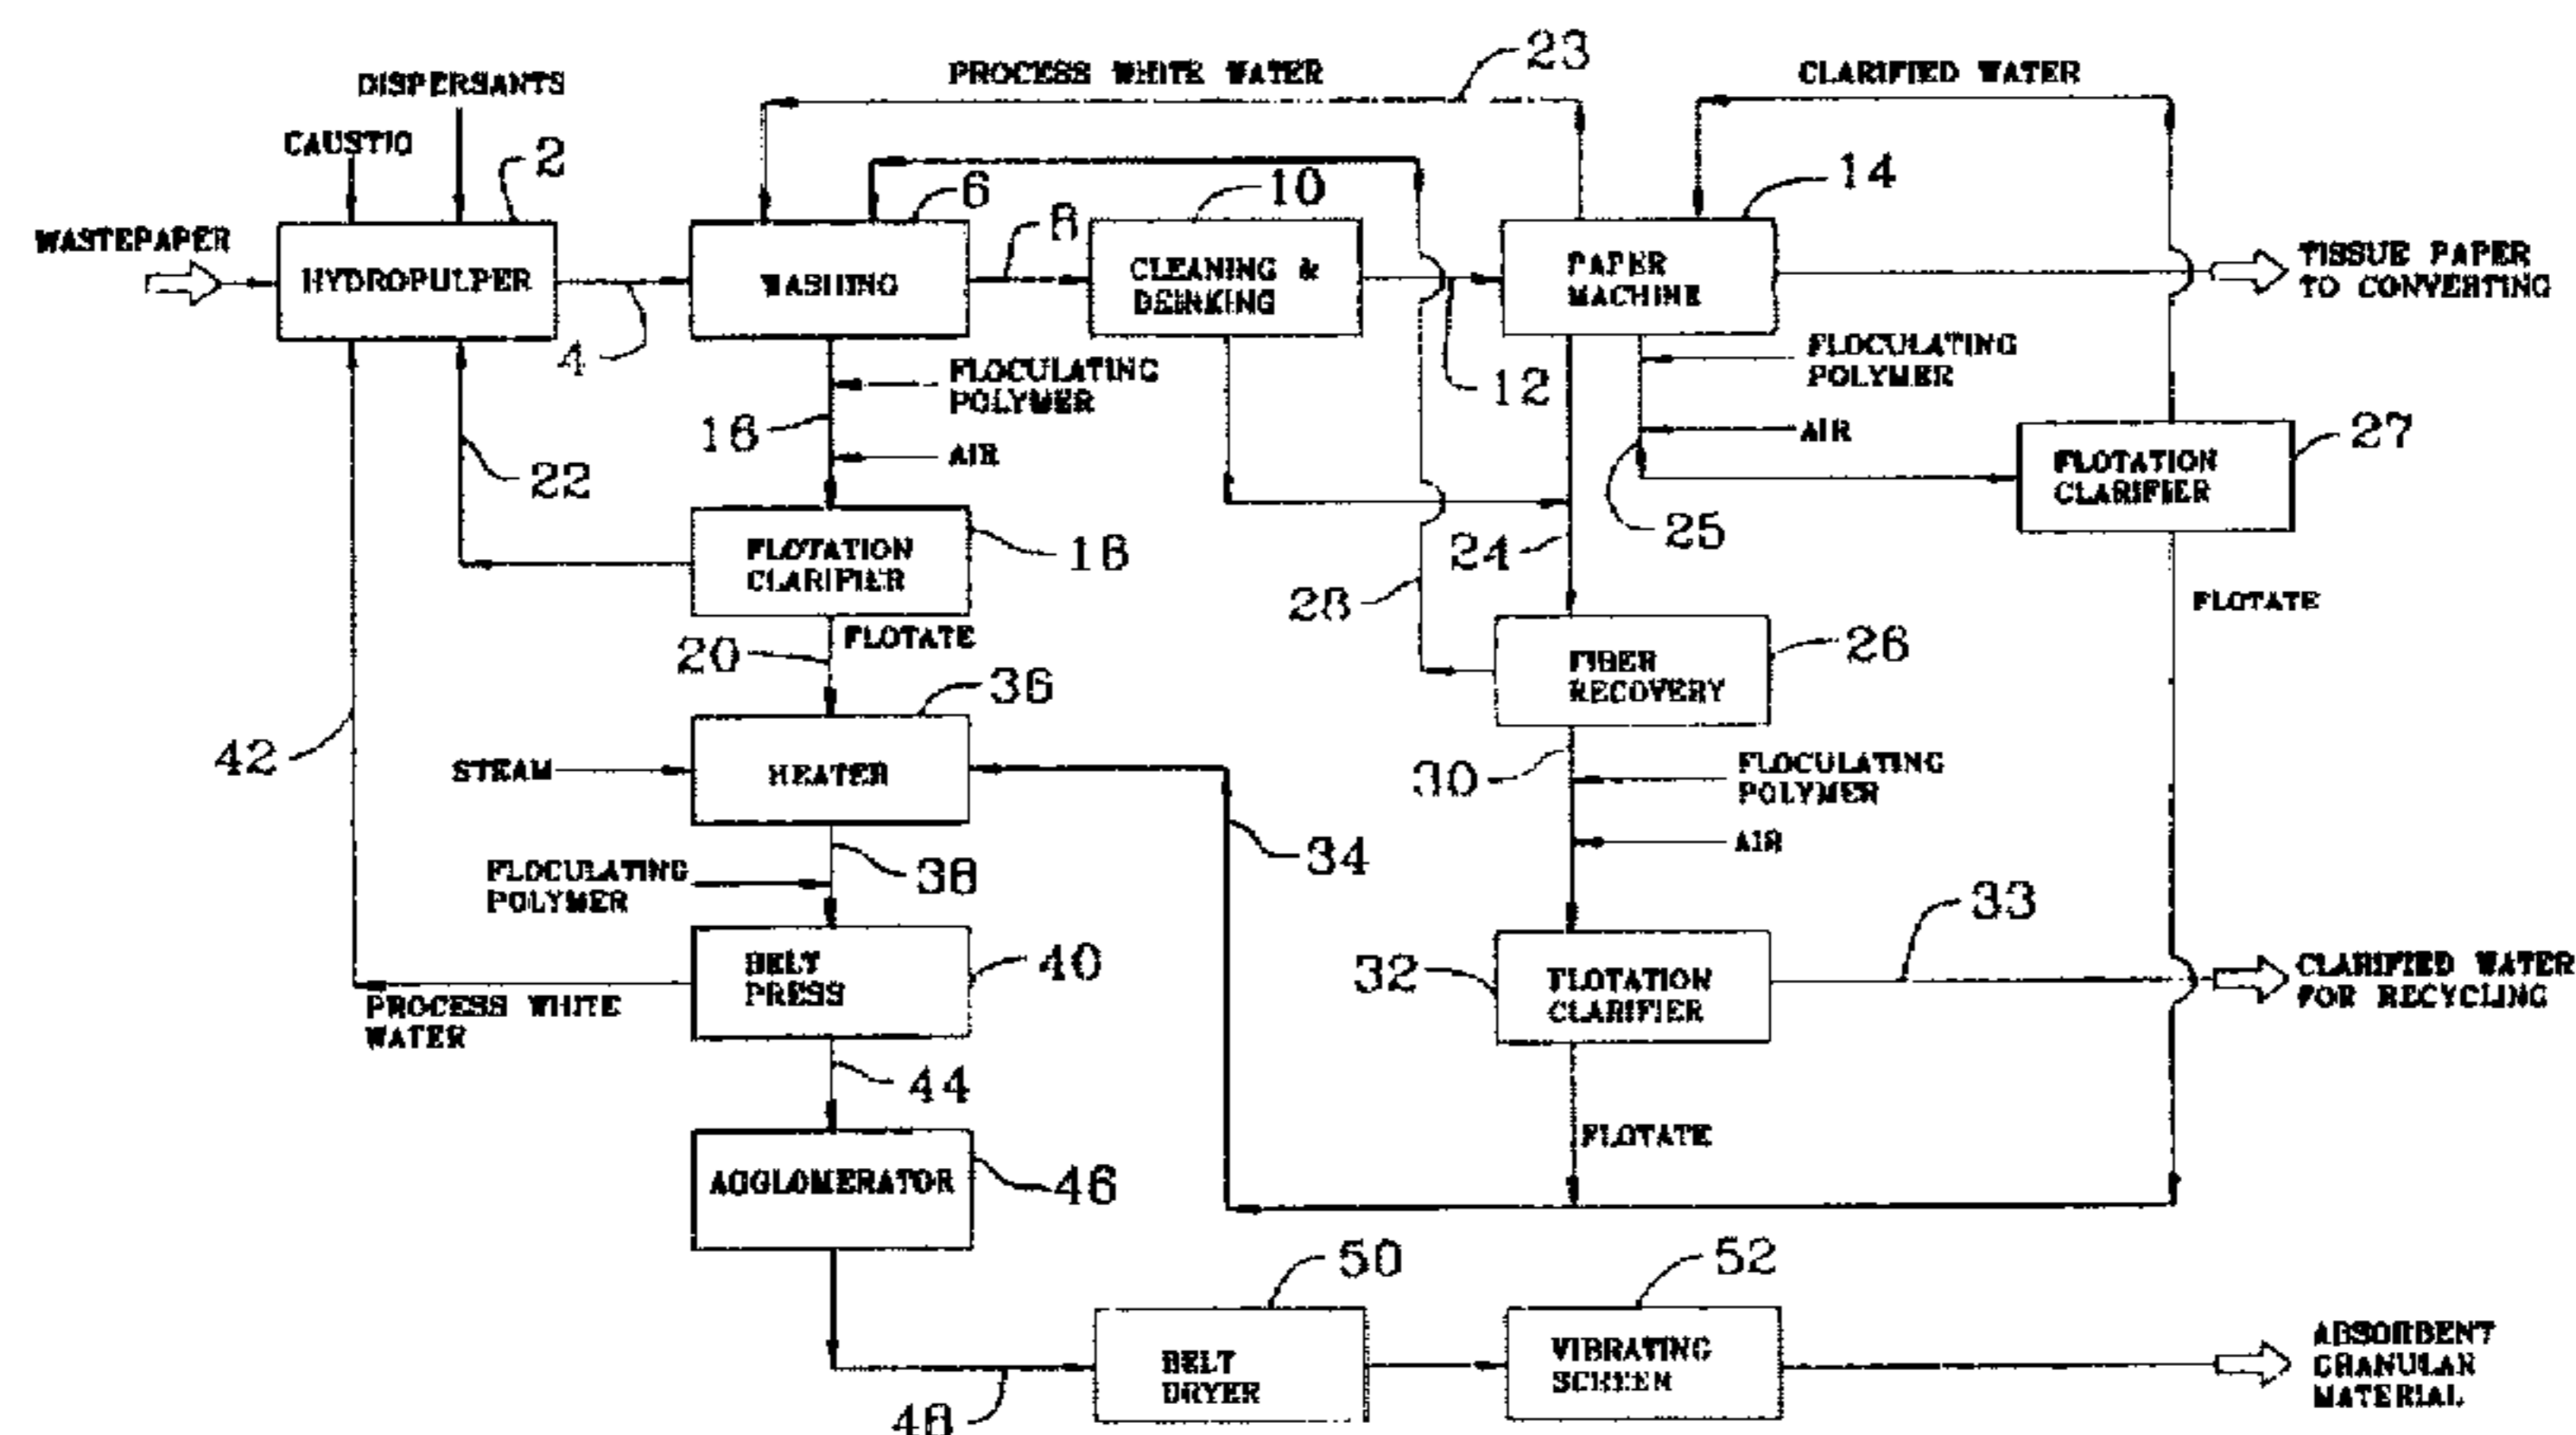 PROCESS WHITE WATER
23
CLARIFIED WATER
DISPERSANTS
CAUSTIC
2
6
8
10
14
WASTEPAPER
HYDROPULPER
WASHING
CLEANING &
DEINKING
PAPER
MACHINE
TISSUE PAPER
TO CONVERTING
4
FLOCULATING
POLYMER
12
FLOCULATING
POLYMER
16
AIR
AIR
27
22
FLOTATION
CLARIFIER
18
24
25
FLOTATION
CLARIFIER
28
FLOTATE
20
FLOTATE
26
36
FIBER
RECOVERY
42
STEAM
HEATER
30
FLOCULATING
POLYMER
34
AIR
FLOCULATING
POLYMER
38
33
BELT
PRESS
40
32
FLOTATION
CLARIFIER
CLARIFIED WATER
FOR RECYCLING
PROCESS WHITE
WATER
44
FLOTATE
AGGLOMERATOR
46
50
52
BELT
DRYER
VIBRATING
SCREEN
ABSORBENT
GRANULAR
MATERIAL
48